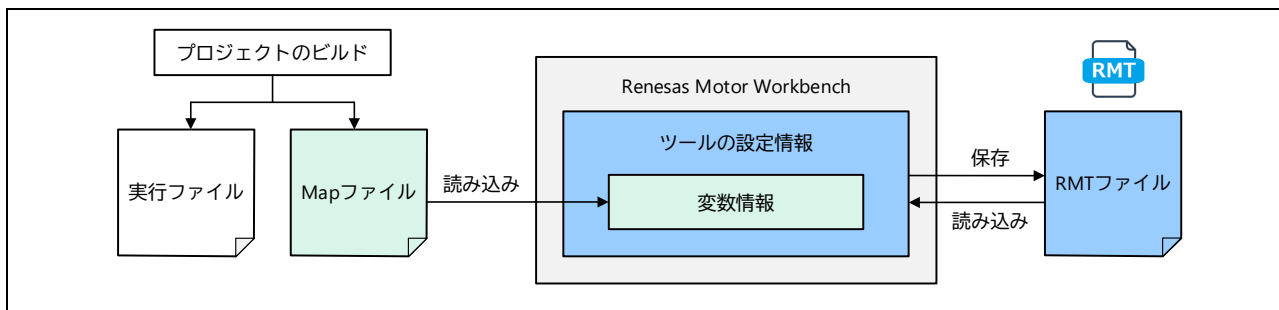 プロジェクトのビルド
実行ファイル
Mapファイル
読み込み
Renesas Motor Workbench
ツールの設定情報
変数情報
保存
読み込み
RMT
RMTファイル